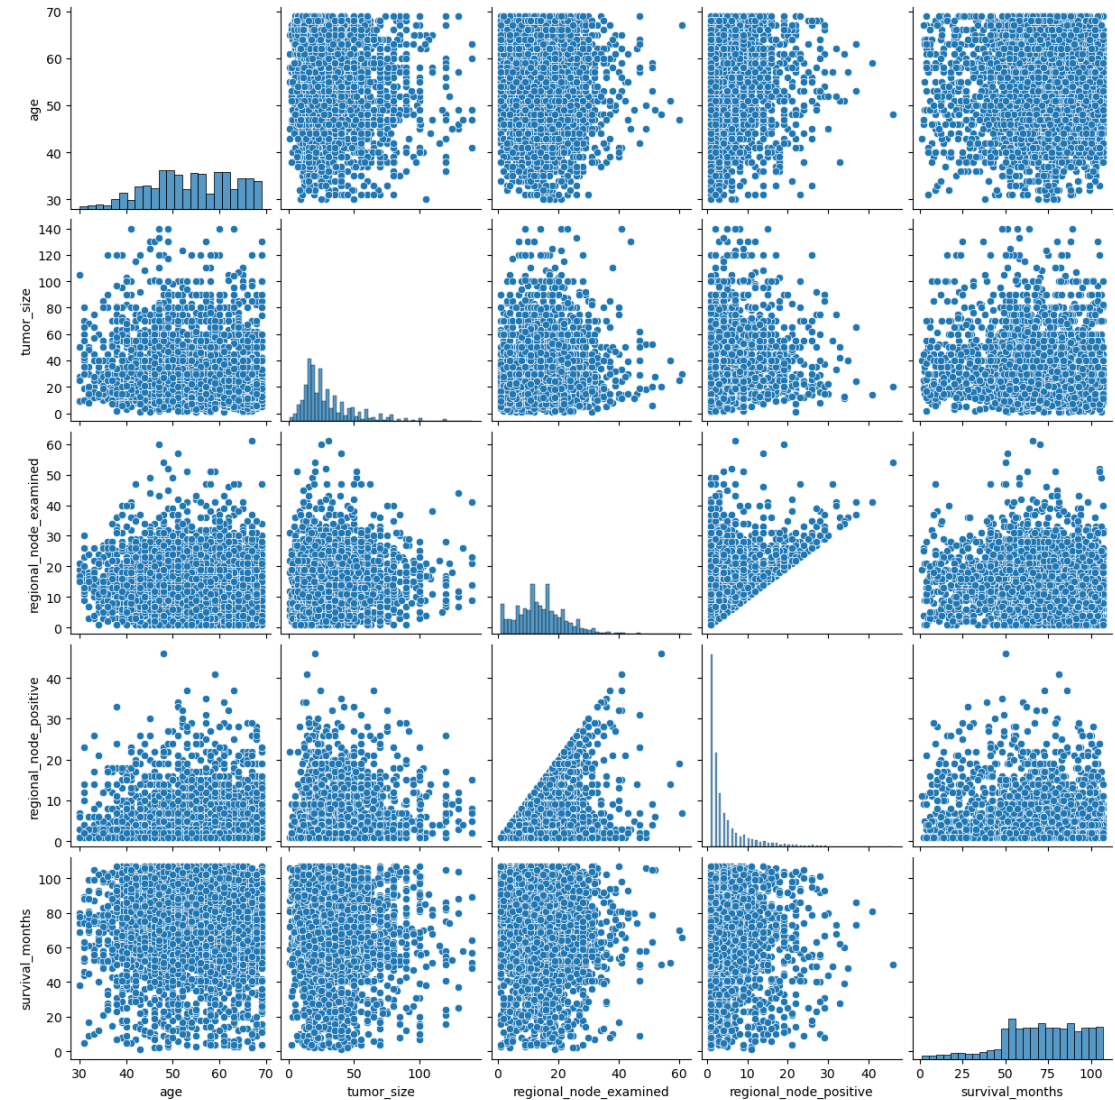 70
60
50
40
30
age
140
120
100
80
60
40
20
0
tumor_size
60
50
40
30
20
10
0
regional_node_examined
40
30
20
10
0
regional_node_positive
100
80
60
40
20
0
survival_months
30 40 50 60 70
age
0 50 100
tumor_size
0 20 40 60
regional_node_examined
0 10 20 30 40
regional_node_positive
0 25 50 75 100
survival_months